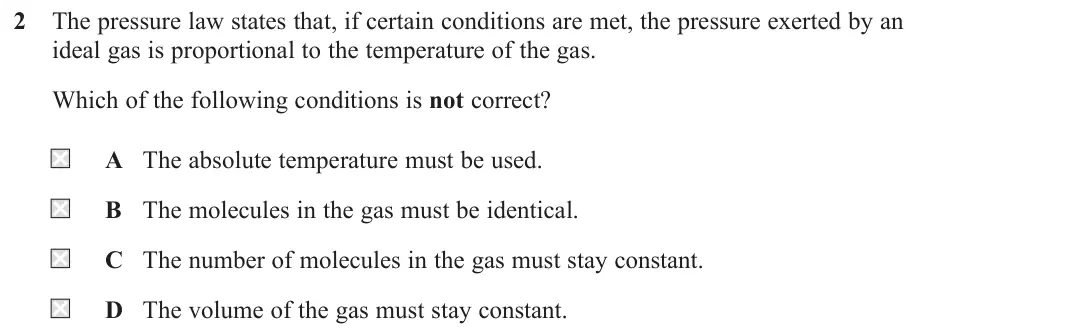 2 The pressure law states that, if certain conditions are met, the pressure exerted by an
ideal gas is proportional to the temperature of the gas.
Which of the following conditions is not correct?
A The absolute temperature must be used.
B The molecules in the gas must be identical.
C The number of molecules in the gas must stay constant.
D The volume of the gas must stay constant.